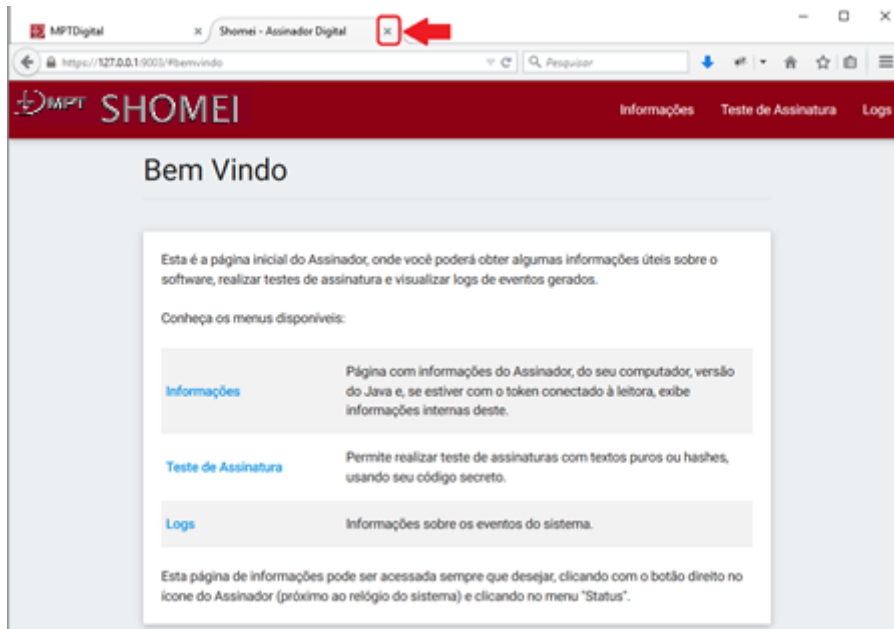 MPTDigital
Shomei - Assinador Digital
https://127.0.0.1:9003/#bemvindo
Pesquisar
MPT SHOMEI
Informações Teste de Assinatura Logs
Bem Vindo
Esta é a página inicial do Assinador, onde você poderá obter algumas informações úteis sobre o
software, realizar testes de assinatura e visualizar logs de eventos gerados.
Conheça os menus disponíveis:
Informações
Página com informações do Assinador, do seu computador, versão
do Java e, se estiver com o token conectado à leitora, exibe
informações internas deste.
Teste de Assinatura
Permite realizar teste de assinaturas com textos puros ou hashes,
usando seu código secreto.
Logs
Informações sobre os eventos do sistema.
Esta página de informações pode ser acessada sempre que desejar, clicando com o botão direito no
ícone do Assinador (próximo ao relógio do sistema) e clicando no menu "Status".